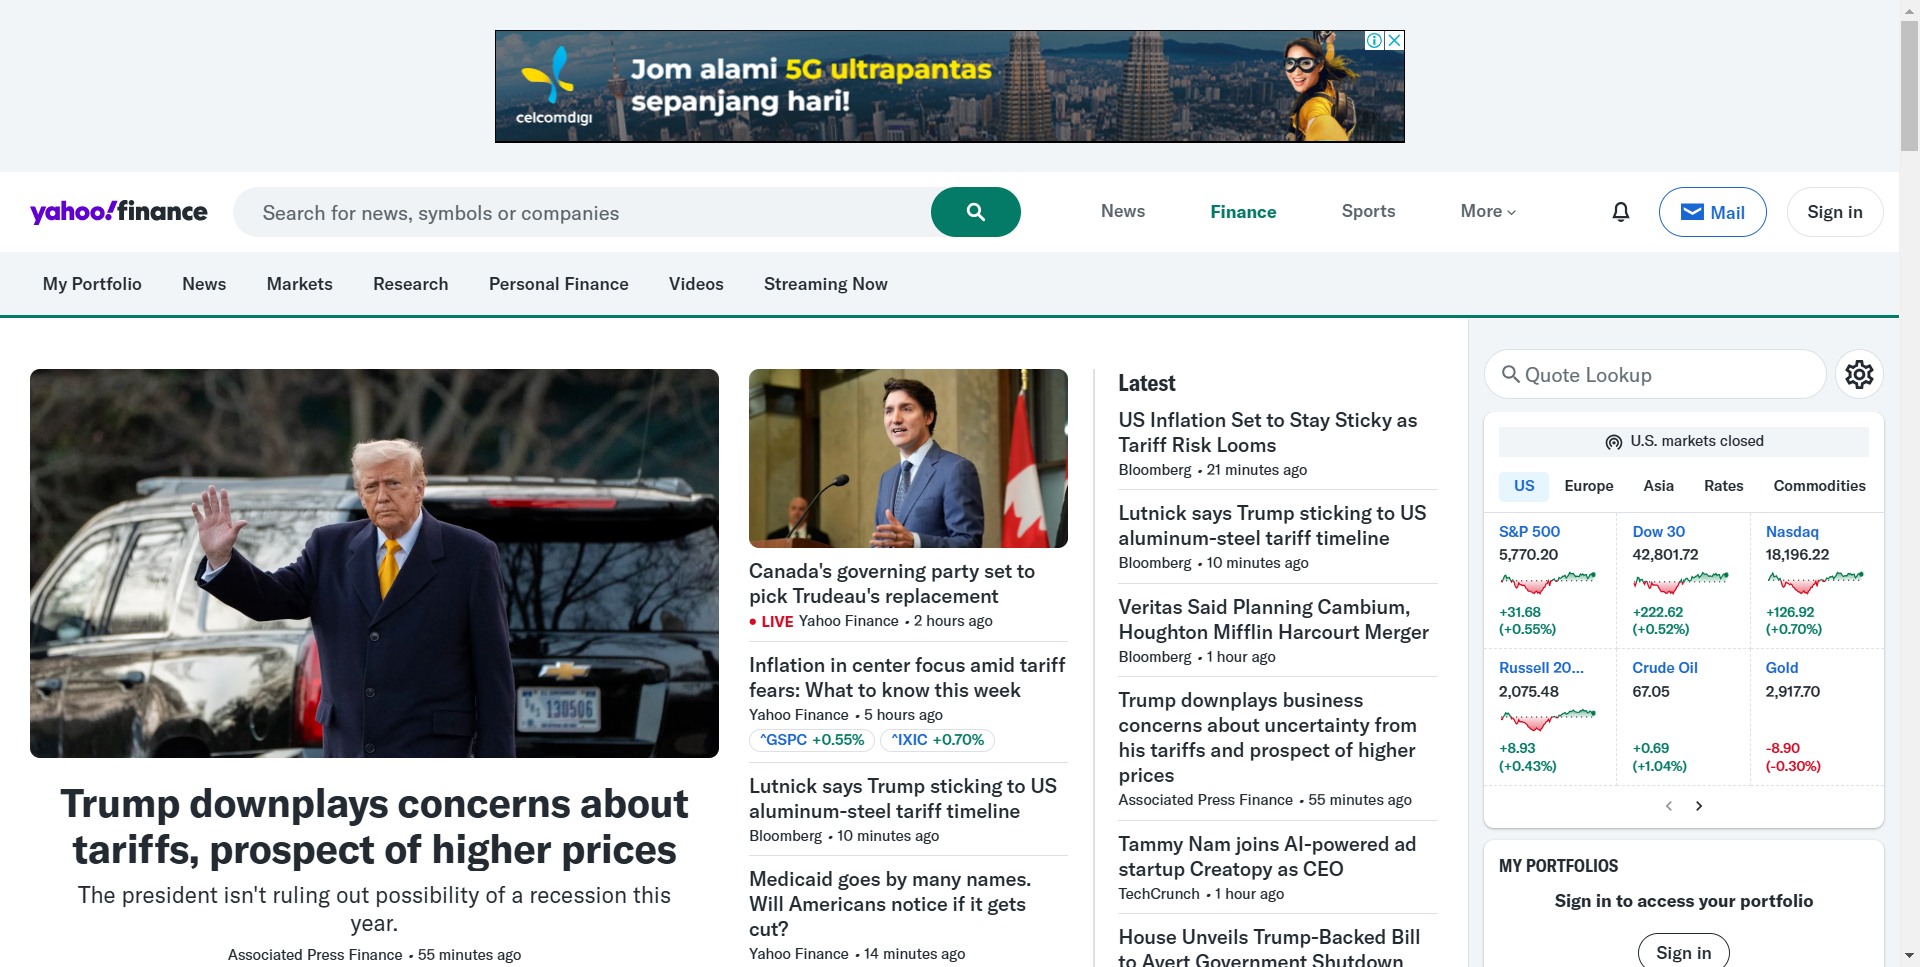 Jom alami 5G ultrapantas
sepanjang hari!
celcomdigi
yahoo!finance
Search for news, symbols or companies
News
Finance
Sports
More
Mail
Sign in
My Portfolio
News
Markets
Research
Personal Finance
Videos
Streaming Now
Trump downplays concerns about
tariffs, prospect of higher prices
The president isn't ruling out possibility of a recession this
year.
Associated Press Finance • 55 minutes ago
Canada's governing party set to
pick Trudeau's replacement
• LIVE Yahoo Finance • 2 hours ago
Inflation in center focus amid tariff
fears: What to know this week
Yahoo Finance • 5 hours ago
^GSPC +0.55% ^IXIC +0.70%
Lutnick says Trump sticking to US
aluminum-steel tariff timeline
Bloomberg • 10 minutes ago
Medicaid goes by many names.
Will Americans notice if it gets
cut?
Yahoo Finance • 14 minutes ago
Latest
US Inflation Set to Stay Sticky as
Tariff Risk Looms
Bloomberg • 21 minutes ago
Lutnick says Trump sticking to US
aluminum-steel tariff timeline
Bloomberg • 10 minutes ago
Veritas Said Planning Cambium,
Houghton Mifflin Harcourt Merger
Bloomberg • 1 hour ago
Trump downplays business
concerns about uncertainty from
his tariffs and prospect of higher
prices
Associated Press Finance • 55 minutes ago
Tammy Nam joins AI-powered ad
startup Creatopy as CEO
TechCrunch • 1 hour ago
House Unveils Trump-Backed Bill
to Avert Government Shutdown
Quote Lookup
U.S. markets closed
US Europe Asia Rates Commodities
S&P 500
5,770.20
+31.68
(+0.55%)
Dow 30
42,801.72
+222.62
(+0.52%)
Nasdaq
18,196.22
+126.92
(+0.70%)
Russell 20...
2,075.48
+8.93
(+0.43%)
Crude Oil
67.05
+0.69
(+1.04%)
Gold
2,917.70
-8.90
(-0.30%)
MY PORTFOLIOS
Sign in to access your portfolio
Sign in